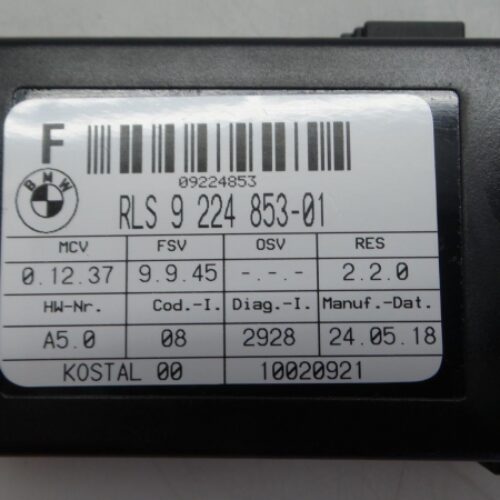 F
09224853
BMW
RLS 9 224 853-01
MCV FSV OSV RES
0.12.37 9.9.45 -.-.- 2.2.0
HW-Nr. Cod.-I. Diag.-I. Manuf.-Dat.
A5.0 08 2928 24.05.18
KOSTAL 00 10020921